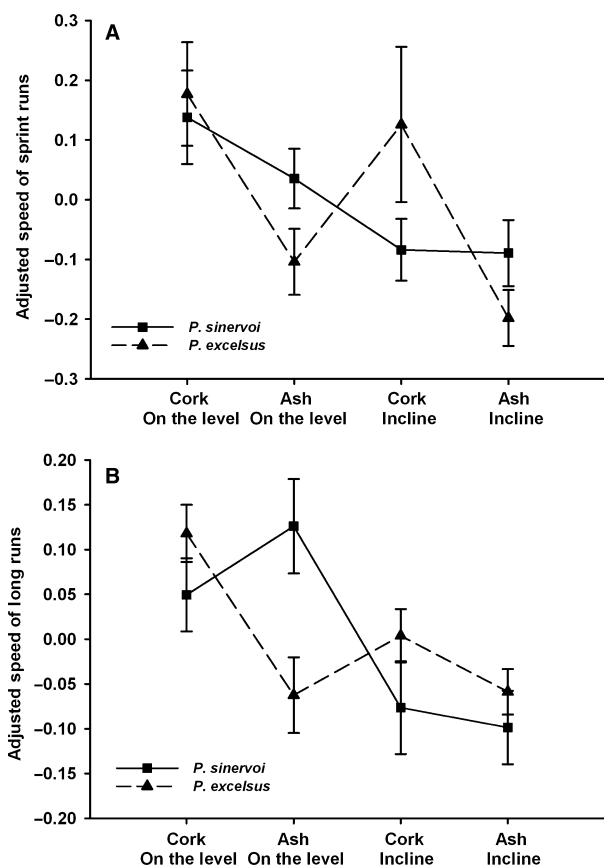 A
Adjusted speed of sprint runs
0.3
0.2
0.1
0.0
−0.1
−0.2
−0.3
P. sinervoi
P. excelsus
Cork Ash Cork Ash
On the level On the level Incline Incline
B
Adjusted speed of long runs
0.20
0.15
0.10
0.05
0.00
−0.05
−0.10
−0.15
−0.20
P. sinervoi
P. excelsus
Cork Ash Cork Ash
On the level On the level Incline Incline